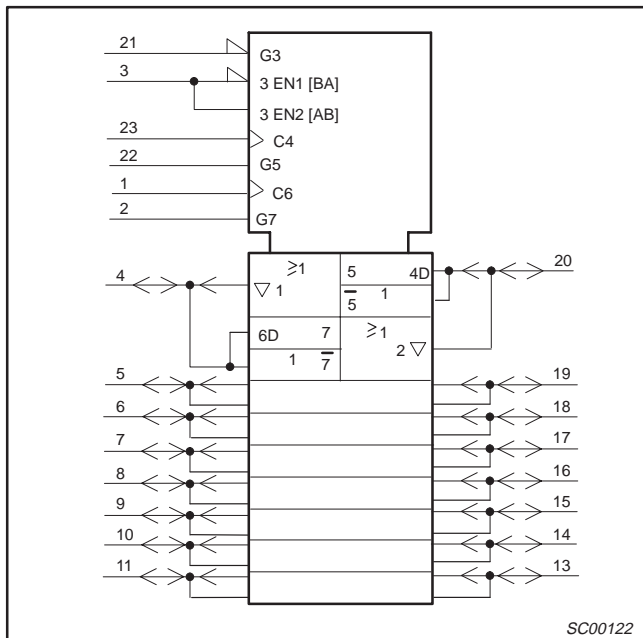 21 G3
3 3 EN1 [BA]
3 EN2 [AB]
23 C4
22 G5
1 C6
2 G7
4 ≥1 ▽ 1 5 4D 20
5̅ 1
6D 7 ≥1
1 7̅ 2 ▽
5 19
6 18
7 17
8 16
9 15
10 14
11 13
SC00122